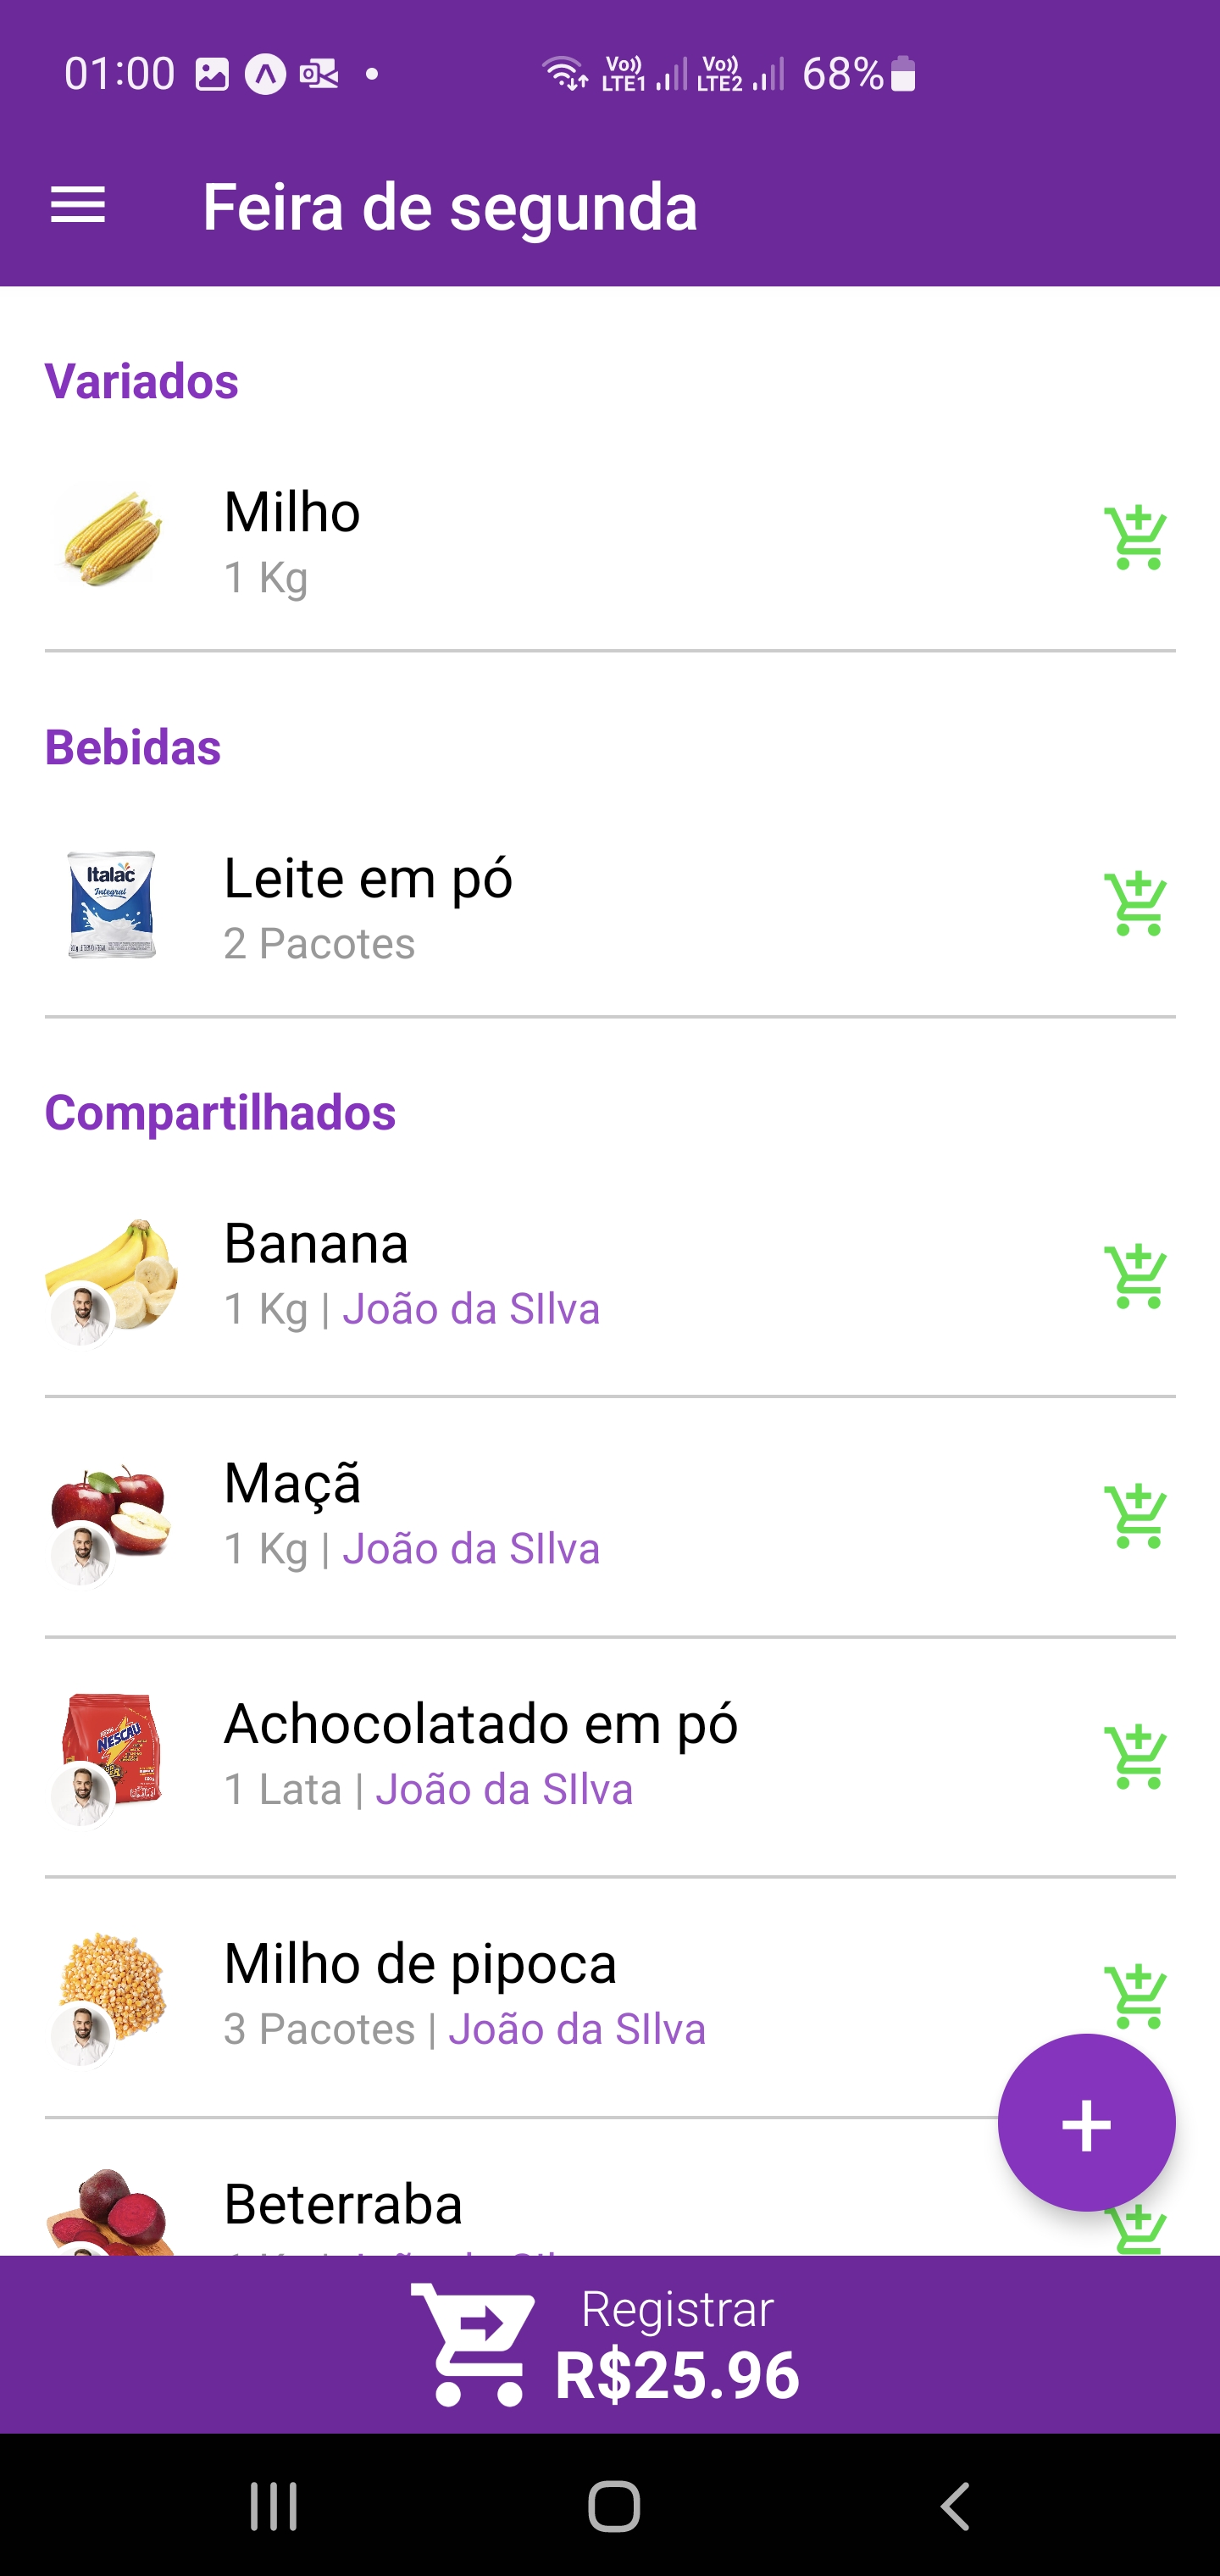 01:00
Vo)) LTE1 Vo)) LTE2 68%
Feira de segunda
Variados
Milho
1 Kg
Bebidas
Italac
Integral
Leite em pó
2 Pacotes
Compartilhados
Banana
1 Kg | João da SIlva
Maçã
1 Kg | João da SIlva
NESCAU
Achocolatado em pó
1 Lata | João da SIlva
Milho de pipoca
3 Pacotes | João da SIlva
+
Beterraba
Registrar
R$25.96